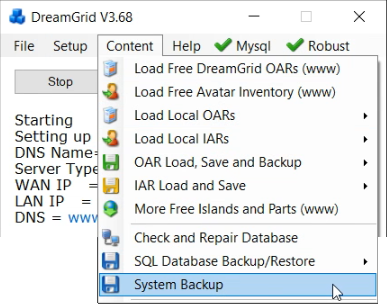 DreamGrid V3.68
File Setup Content Help Mysql Robust
Stop
Load Free DreamGrid OARs (www)
Load Free Avatar Inventory (www)
Load Local OARs
Load Local IARs
OAR Load, Save and Backup
IAR Load and Save
More Free Islands and Parts (www)
Check and Repair Database
SQL Database Backup/Restore
System Backup
Starting
Setting up
DNS Name=
Server Type
WAN IP =
LAN IP =
DNS = www